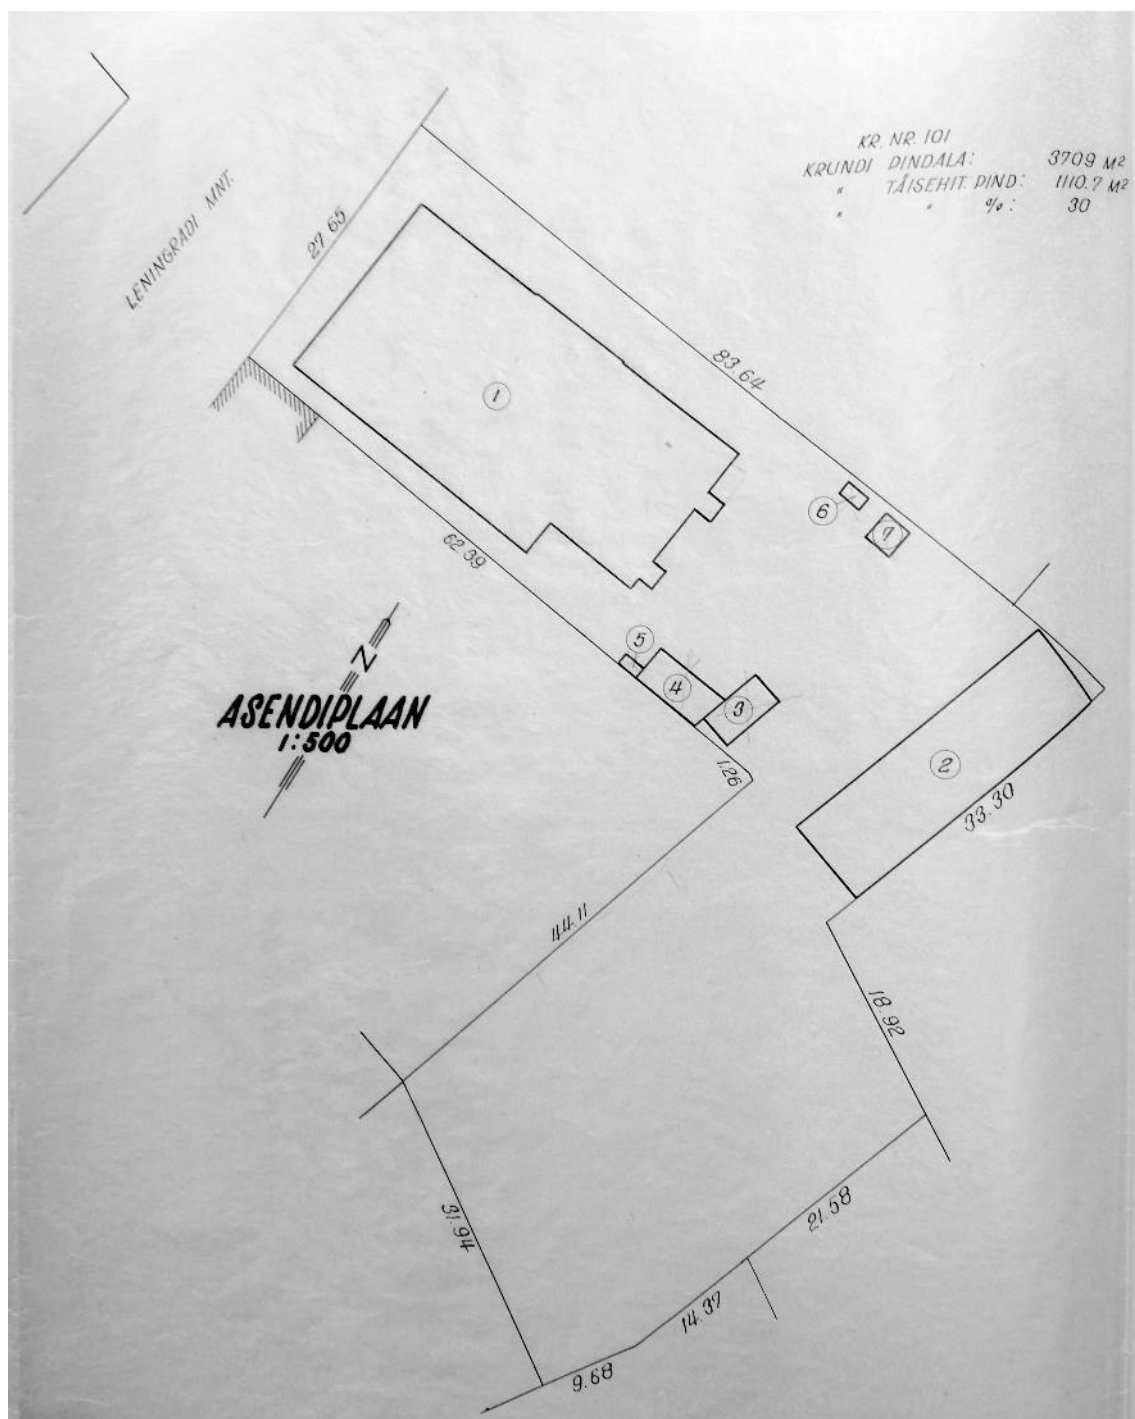 KR. NR. 101
KRUNDI PINDALA: 3709 M²
" TÄISEHIT. PIND: 1110.7 M²
" " %: 30
LENINGRADI MNT.
27.65
83.64
1
6
7
62.39
5
4
3
2
N
ASENDIPLAAN
1:500
1.26
33.30
44.11
18.92
31.94
21.58
14.37
9.68